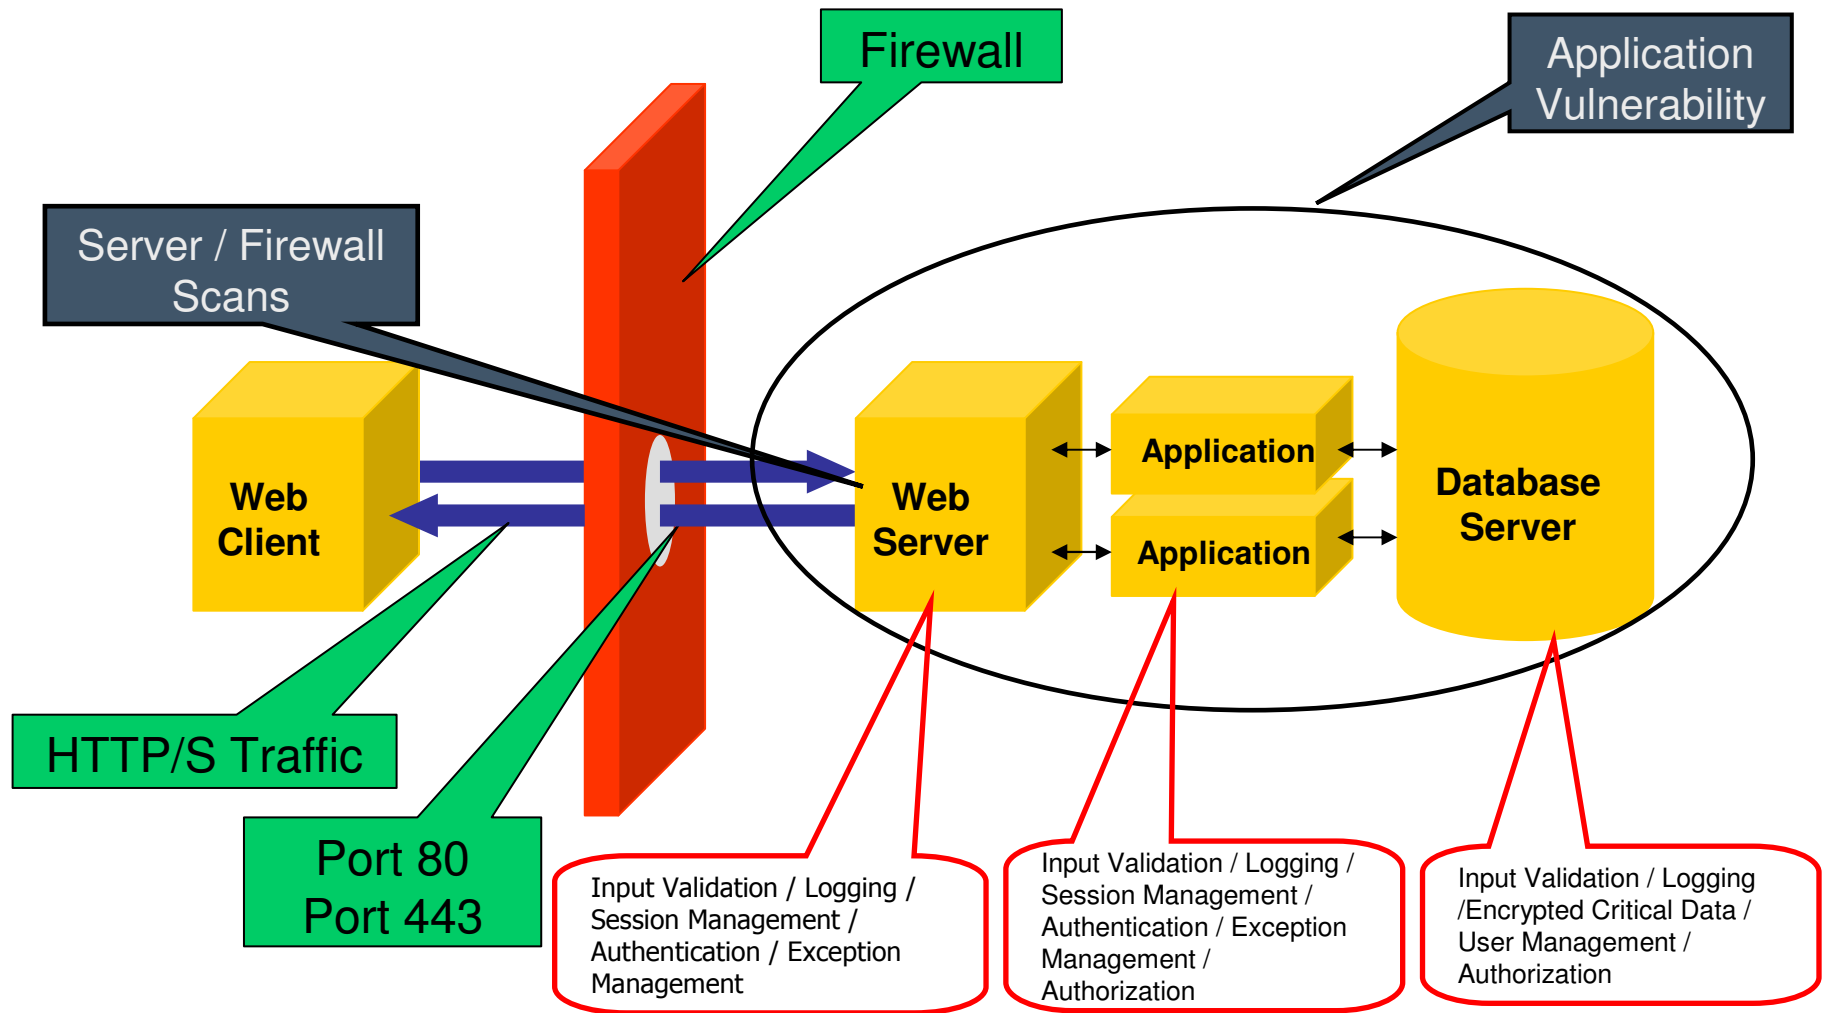 Firewall
Application
Vulnerability
Server / Firewall
Scans
Web
Client
Web
Server
Application
Application
Database
Server
HTTP/S Traffic
Port 80
Port 443
Input Validation / Logging /
Session Management /
Authentication / Exception
Management
Input Validation / Logging /
Session Management /
Authentication / Exception
Management /
Authorization
Input Validation / Logging
/Encrypted Critical Data /
User Management /
Authorization